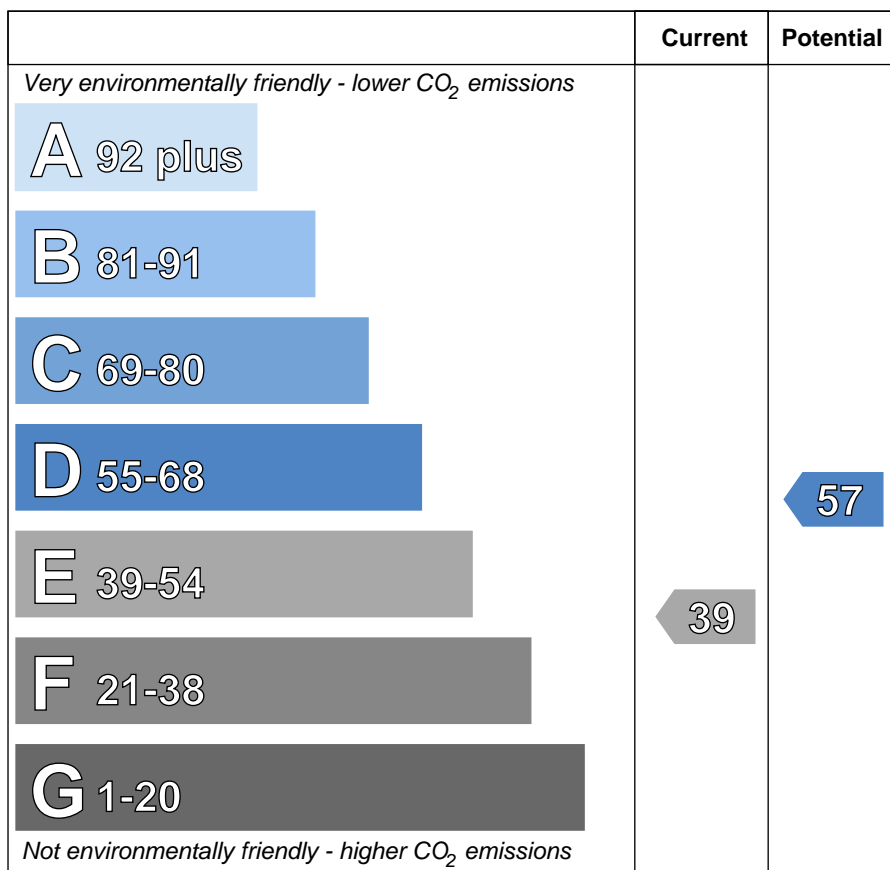 Current Potential
Very environmentally friendly - lower CO2 emissions
A 92 plus
B 81-91
C 69-80
D 55-68
57
E 39-54
39
F 21-38
G 1-20
Not environmentally friendly - higher CO2 emissions